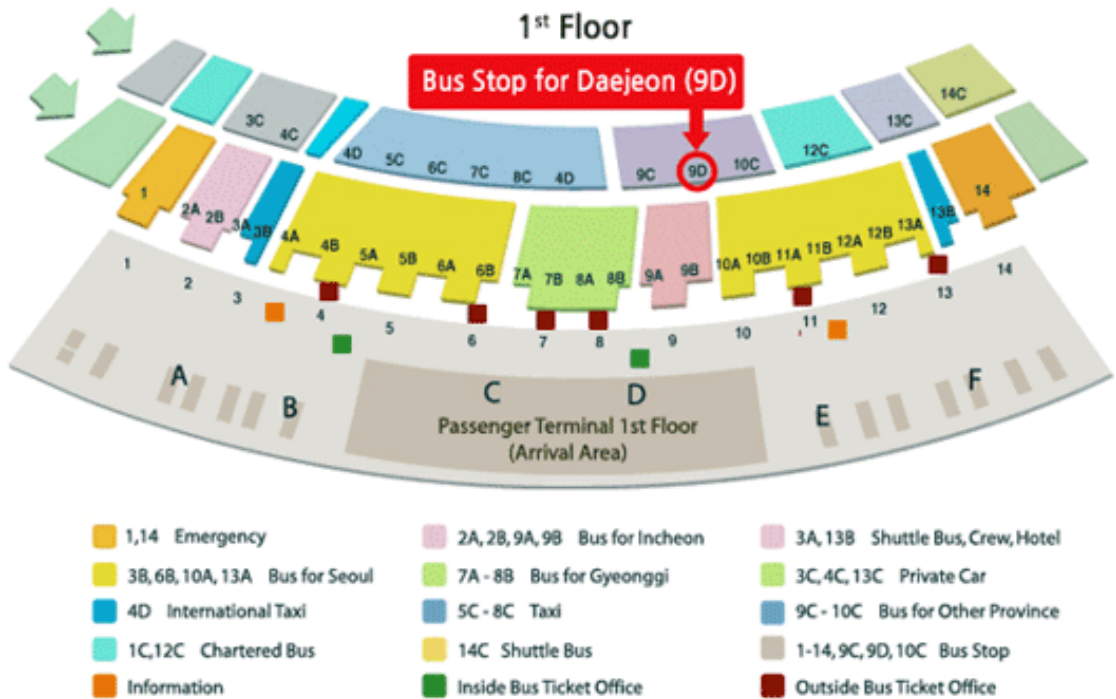 1st Floor
Bus Stop for Daejeon (9D)
14C
3C
4C
13C
4D
5C
6C
7C
8C
4D
9C
9D
10C
12C
1
2A
2B
3A
3B
4A
4B
5A
5B
6A
6B
7A
7B
8A
8B
9A
9B
10A
10B
11A
11B
12A
12B
13A
13B
14
1
2
3
4
5
6
7
8
9
10
11
12
13
14
A
B
C
D
E
F
Passenger Terminal 1st Floor
(Arrival Area)
1,14 Emergency
2A, 2B, 9A, 9B Bus for Incheon
3A, 13B Shuttle Bus, Crew, Hotel
3B, 6B, 10A, 13A Bus for Seoul
7A - 8B Bus for Gyeonggi
3C, 4C, 13C Private Car
4D International Taxi
5C - 8C Taxi
9C - 10C Bus for Other Province
1C, 12C Chartered Bus
14C Shuttle Bus
1-14, 9C, 9D, 10C Bus Stop
Information
Inside Bus Ticket Office
Outside Bus Ticket Office